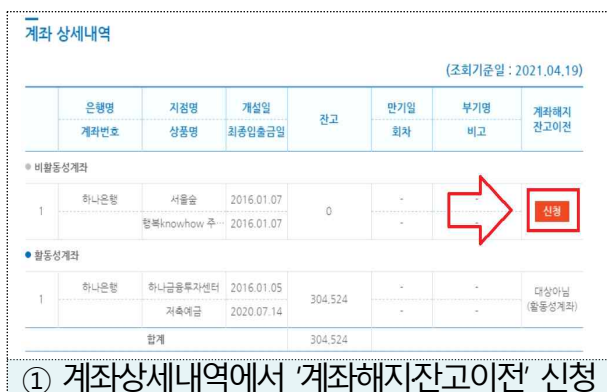 계좌 상세내역
(조회기준일 : 2021.04.19)
은행명 지점명 개설일 잔고 만기일 부기명 계좌해지
계좌번호 상품명 최종입출금일 회차 비고 잔고이전
비활동성계좌
1 하나은행 서울숲 2016.01.07 0 - - 신청
행복knowhow 주… 2016.01.07 - -
활동성계좌
1 하나은행 하나금융투자센터 2016.01.05 304,524 - - 대상아님
저축예금 2020.07.14 - - (활동성계좌)
합계 304,524
① 계좌상세내역에서 '계좌해지잔고이전' 신청